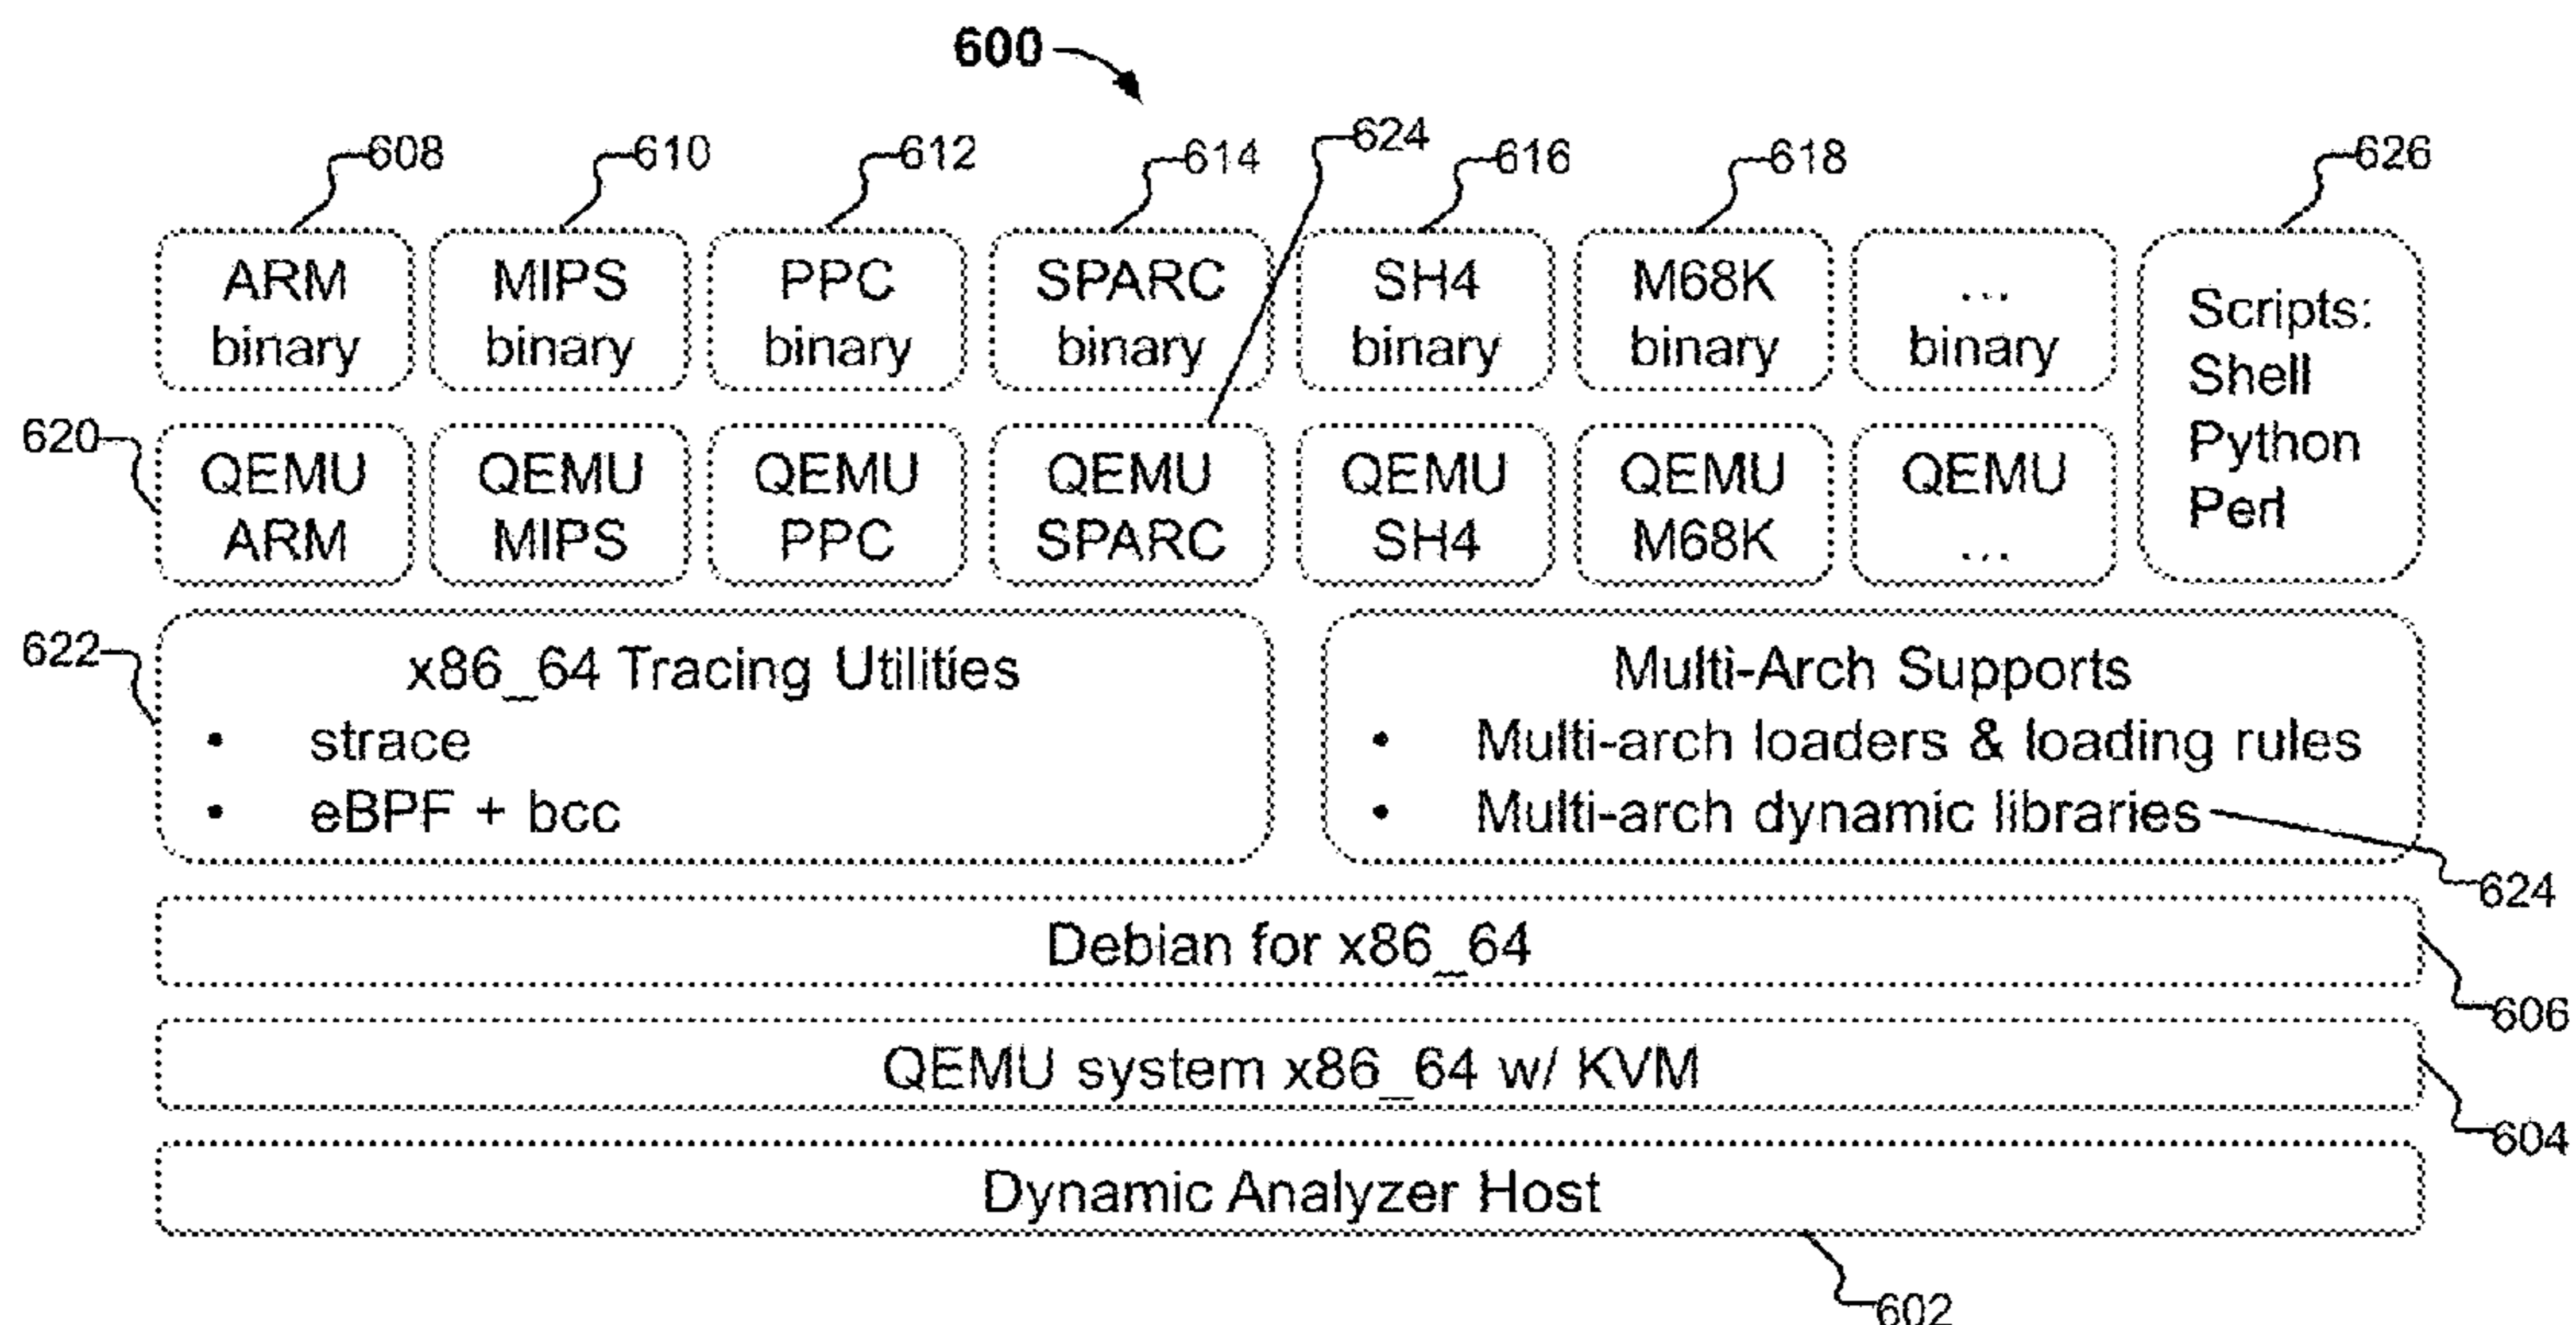 600
608
610
612
614
624
616
618
626
ARM
binary
MIPS
binary
PPC
binary
SPARC
binary
SH4
binary
M68K
binary
...
binary
Scripts:
Shell
Python
Perl
620
QEMU
ARM
QEMU
MIPS
QEMU
PPC
QEMU
SPARC
QEMU
SH4
QEMU
M68K
QEMU
...
622
x86_64 Tracing Utilities
• strace
• eBPF + bcc
Multi-Arch Supports
• Multi-arch loaders & loading rules
• Multi-arch dynamic libraries
624
Debian for x86_64
606
QEMU system x86_64 w/ KVM
604
Dynamic Analyzer Host
602